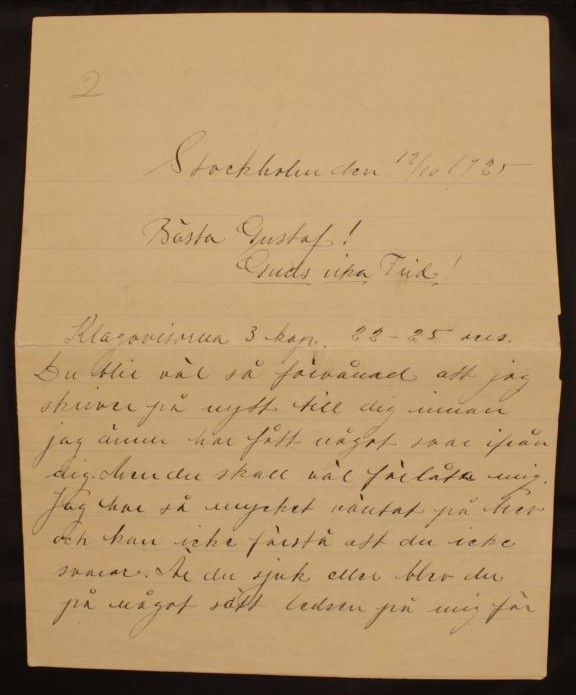 2
Stockholm den 12/10 1925
Bästa Gustaf!
Guds rika Frid!
Klagovisorna 3 kap. 22-25 vers.
Du blir väl så förvånad att jag
skriver på nytt till dig innan
jag ännu har fått något svar ifrån
dig. Men du skall väl förlåta mig.
Jag har så mycket väntat på brev
och kan icke förstå att du icke
svarar. Är du sjuk eller blev du
på något sätt ledsen på mig för